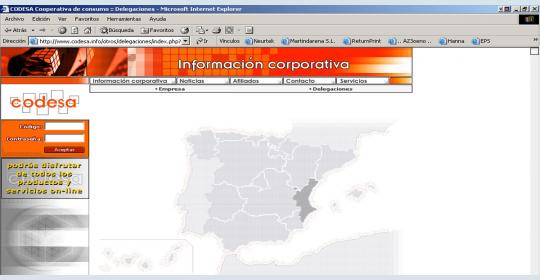 CODESA Cooperativa de consumo :: Delegaciones - Microsoft Internet Explorer
Archivo Edición Ver Favoritos Herramientas Ayuda
Atrás Búsqueda Favoritos
Dirección http://www.codesa.info/otros/delegaciones/index.php? Ir Vínculos Neurtek Martindarena S.L. ReturnPrint .. AZ3oeno .. Hanna EPS
Información corporativa
Información corporativa Noticias Afiliados Contacto Servicios
• Empresa • Delegaciones
codesa
Código:
Contraseña:
Aceptar
podrás disfrutar
de todos los
productos y
servicios on-line